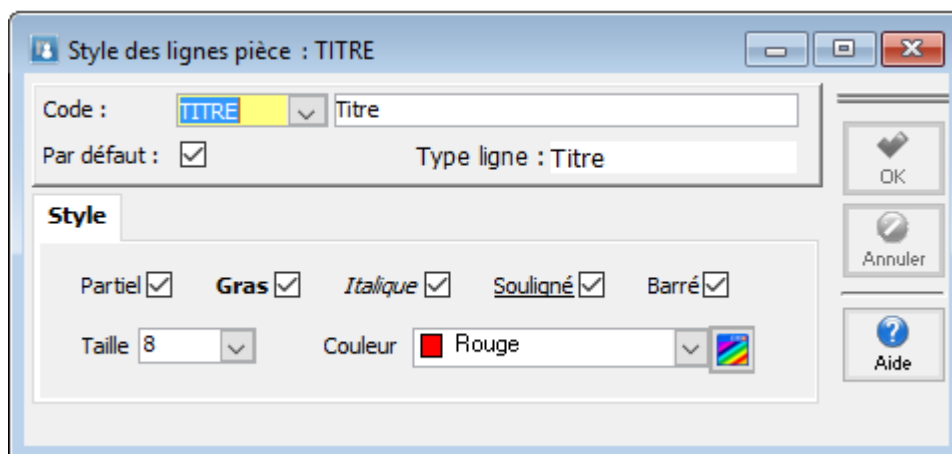 Style des lignes pièce : TITRE
Code : TITRE Titre
Par défaut : Type ligne : Titre
OK
Annuler
Style
Partiel Gras Italique Souligné Barré
Taille 8 Couleur Rouge
Aide